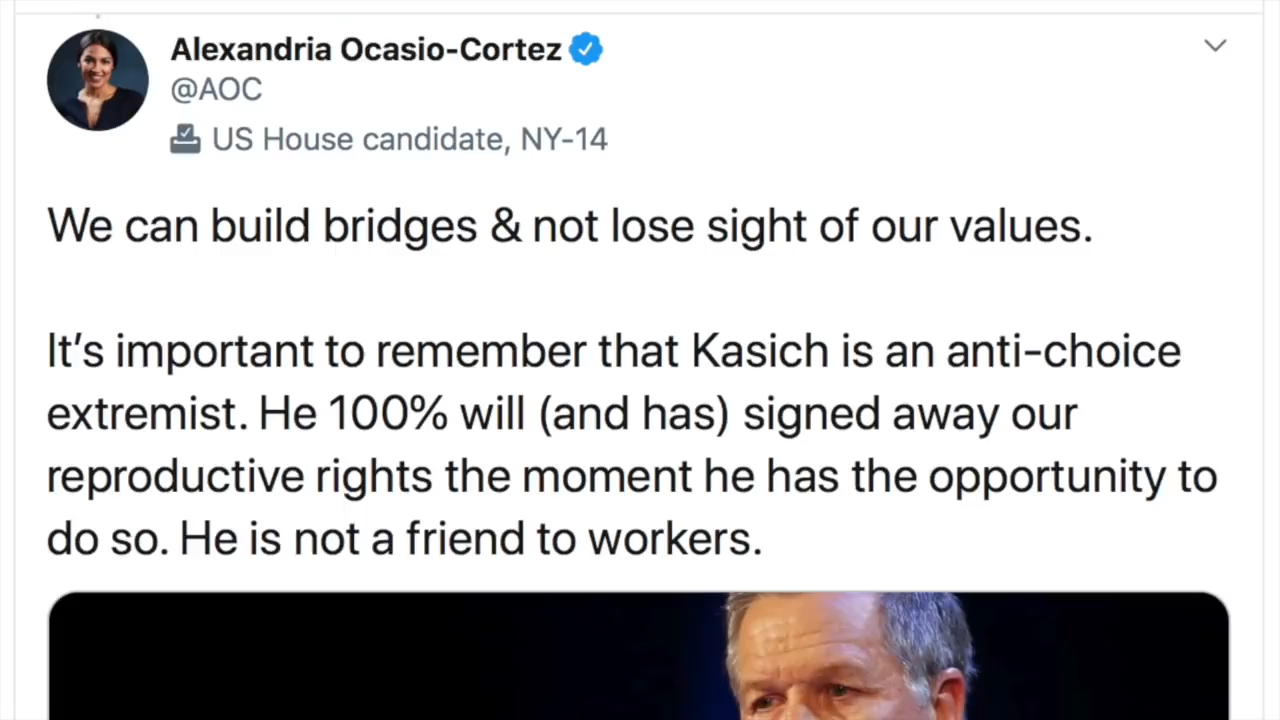 Alexandria Ocasio-Cortez
@AOC
US House candidate, NY-14
We can build bridges & not lose sight of our values.
It’s important to remember that Kasich is an anti-choice
extremist. He 100% will (and has) signed away our
reproductive rights the moment he has the opportunity to
do so. He is not a friend to workers.